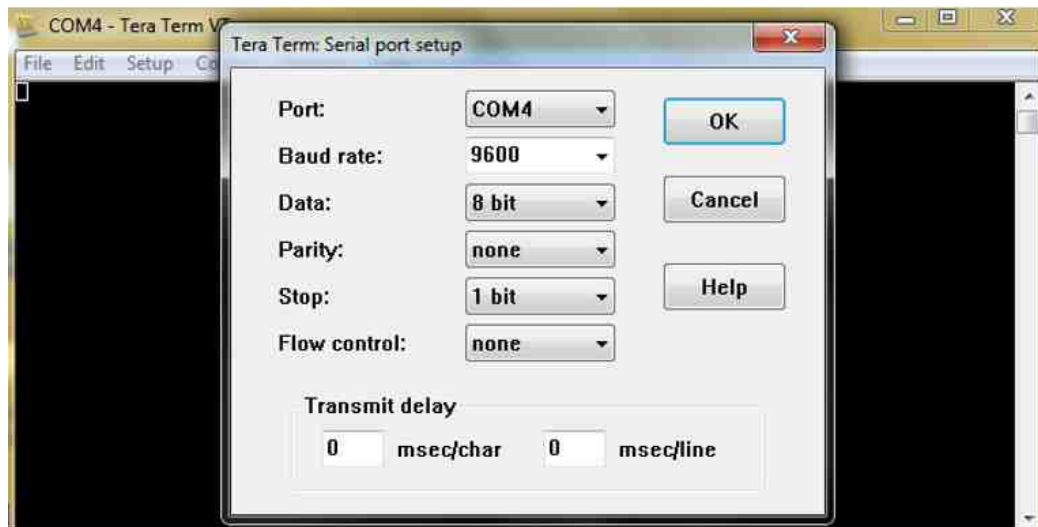 COM4 - Tera Term V
File Edit Setup Co
Tera Term: Serial port setup
Port: COM4
OK
Baud rate: 9600
Data: 8 bit
Cancel
Parity: none
Stop: 1 bit
Help
Flow control: none
Transmit delay
0 msec/char 0 msec/line